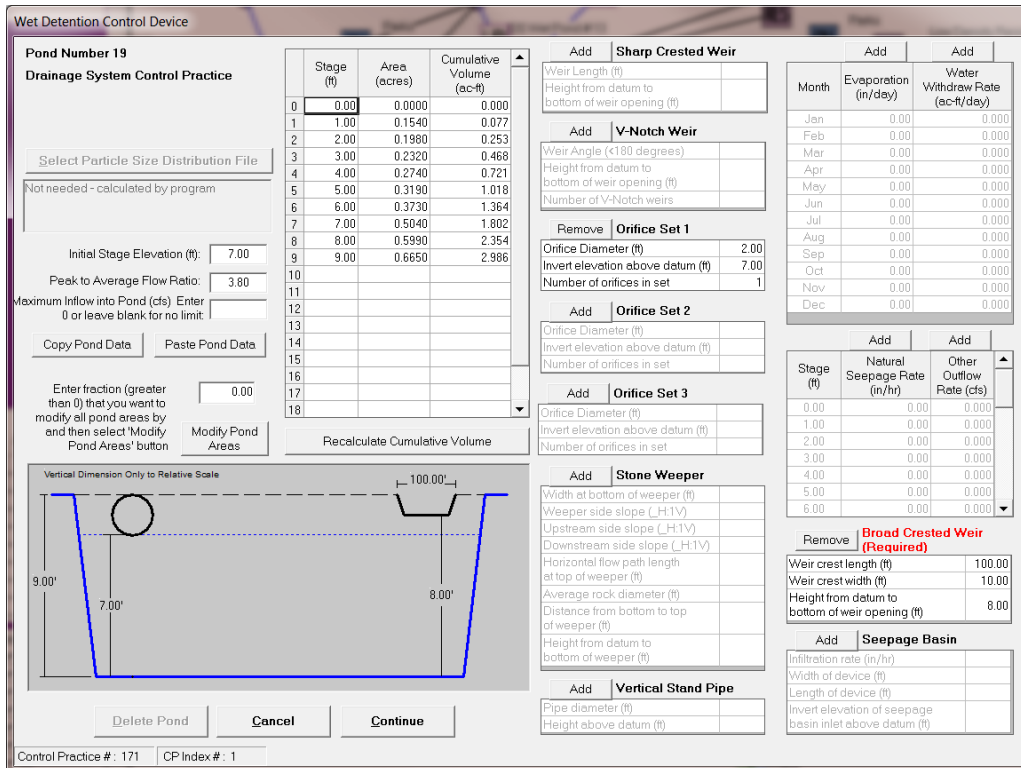 Wet Detention Control Device
Pond Number 19
Drainage System Control Practice
Select Particle Size Distribution File
Not needed - calculated by program
Initial Stage Elevation (ft): 7.00
Peak to Average Flow Ratio: 3.80
Maximum Inflow into Pond (cfs) Enter
0 or leave blank for no limit:
Copy Pond Data Paste Pond Data
Enter fraction (greater 0.00
than 0) that you want to
modify all pond areas by
and then select 'Modify
Pond Areas' button
Modify Pond
Areas
Stage
(ft)
Area
(acres)
Cumulative
Volume
(ac-ft)
0 0.00 0.0000 0.000
1 1.00 0.1540 0.077
2 2.00 0.1980 0.253
3 3.00 0.2320 0.468
4 4.00 0.2740 0.721
5 5.00 0.3190 1.018
6 6.00 0.3730 1.364
7 7.00 0.5040 1.802
8 8.00 0.5990 2.354
9 9.00 0.6650 2.986
10
11
12
13
14
15
16
17
18
Recalculate Cumulative Volume
Vertical Dimension Only to Relative Scale
100.00'
9.00'
7.00'
8.00'
Delete Pond Cancel Continue
Control Practice # : 171 CP Index # : 1
Add Sharp Crested Weir
Weir Length (ft)
Height from datum to
bottom of weir opening (ft)
Add V-Notch Weir
Weir Angle (<180 degrees)
Height from datum to
bottom of weir opening (ft)
Number of V-Notch weirs
Remove Orifice Set 1
Orifice Diameter (ft) 2.00
Invert elevation above datum (ft) 7.00
Number of orifices in set 1
Add Orifice Set 2
Orifice Diameter (ft)
Invert elevation above datum (ft)
Number of orifices in set
Add Orifice Set 3
Orifice Diameter (ft)
Invert elevation above datum (ft)
Number of orifices in set
Add Stone Weeper
Width at bottom of weeper (ft)
Weeper side slope (_H:1V)
Upstream side slope (_H:1V)
Downstream side slope (_H:1V)
Horizontal flow path length
at top of weeper (ft)
Average rock diameter (ft)
Distance from bottom to top
of weeper (ft)
Height from datum to
bottom of weeper (ft)
Add Vertical Stand Pipe
Pipe diameter (ft)
Height above datum (ft)
Add Add
Month
Evaporation
(in/day)
Water
Withdraw Rate
(ac-ft/day)
Jan 0.00 0.000
Feb 0.00 0.000
Mar 0.00 0.000
Apr 0.00 0.000
May 0.00 0.000
Jun 0.00 0.000
Jul 0.00 0.000
Aug 0.00 0.000
Sep 0.00 0.000
Oct 0.00 0.000
Nov 0.00 0.000
Dec 0.00 0.000
Add Add
Stage
(ft)
Natural
Seepage Rate
(in/hr)
Other
Outflow
Rate (cfs)
0.00 0.00 0.000
1.00 0.00 0.000
2.00 0.00 0.000
3.00 0.00 0.000
4.00 0.00 0.000
5.00 0.00 0.000
6.00 0.00 0.000
Remove Broad Crested Weir
(Required)
Weir crest length (ft) 100.00
Weir crest width (ft) 10.00
Height from datum to
bottom of weir opening (ft) 8.00
Add Seepage Basin
Infiltration rate (in/hr)
Width of device (ft)
Length of device (ft)
Invert elevation of seepage
basin inlet above datum (ft)